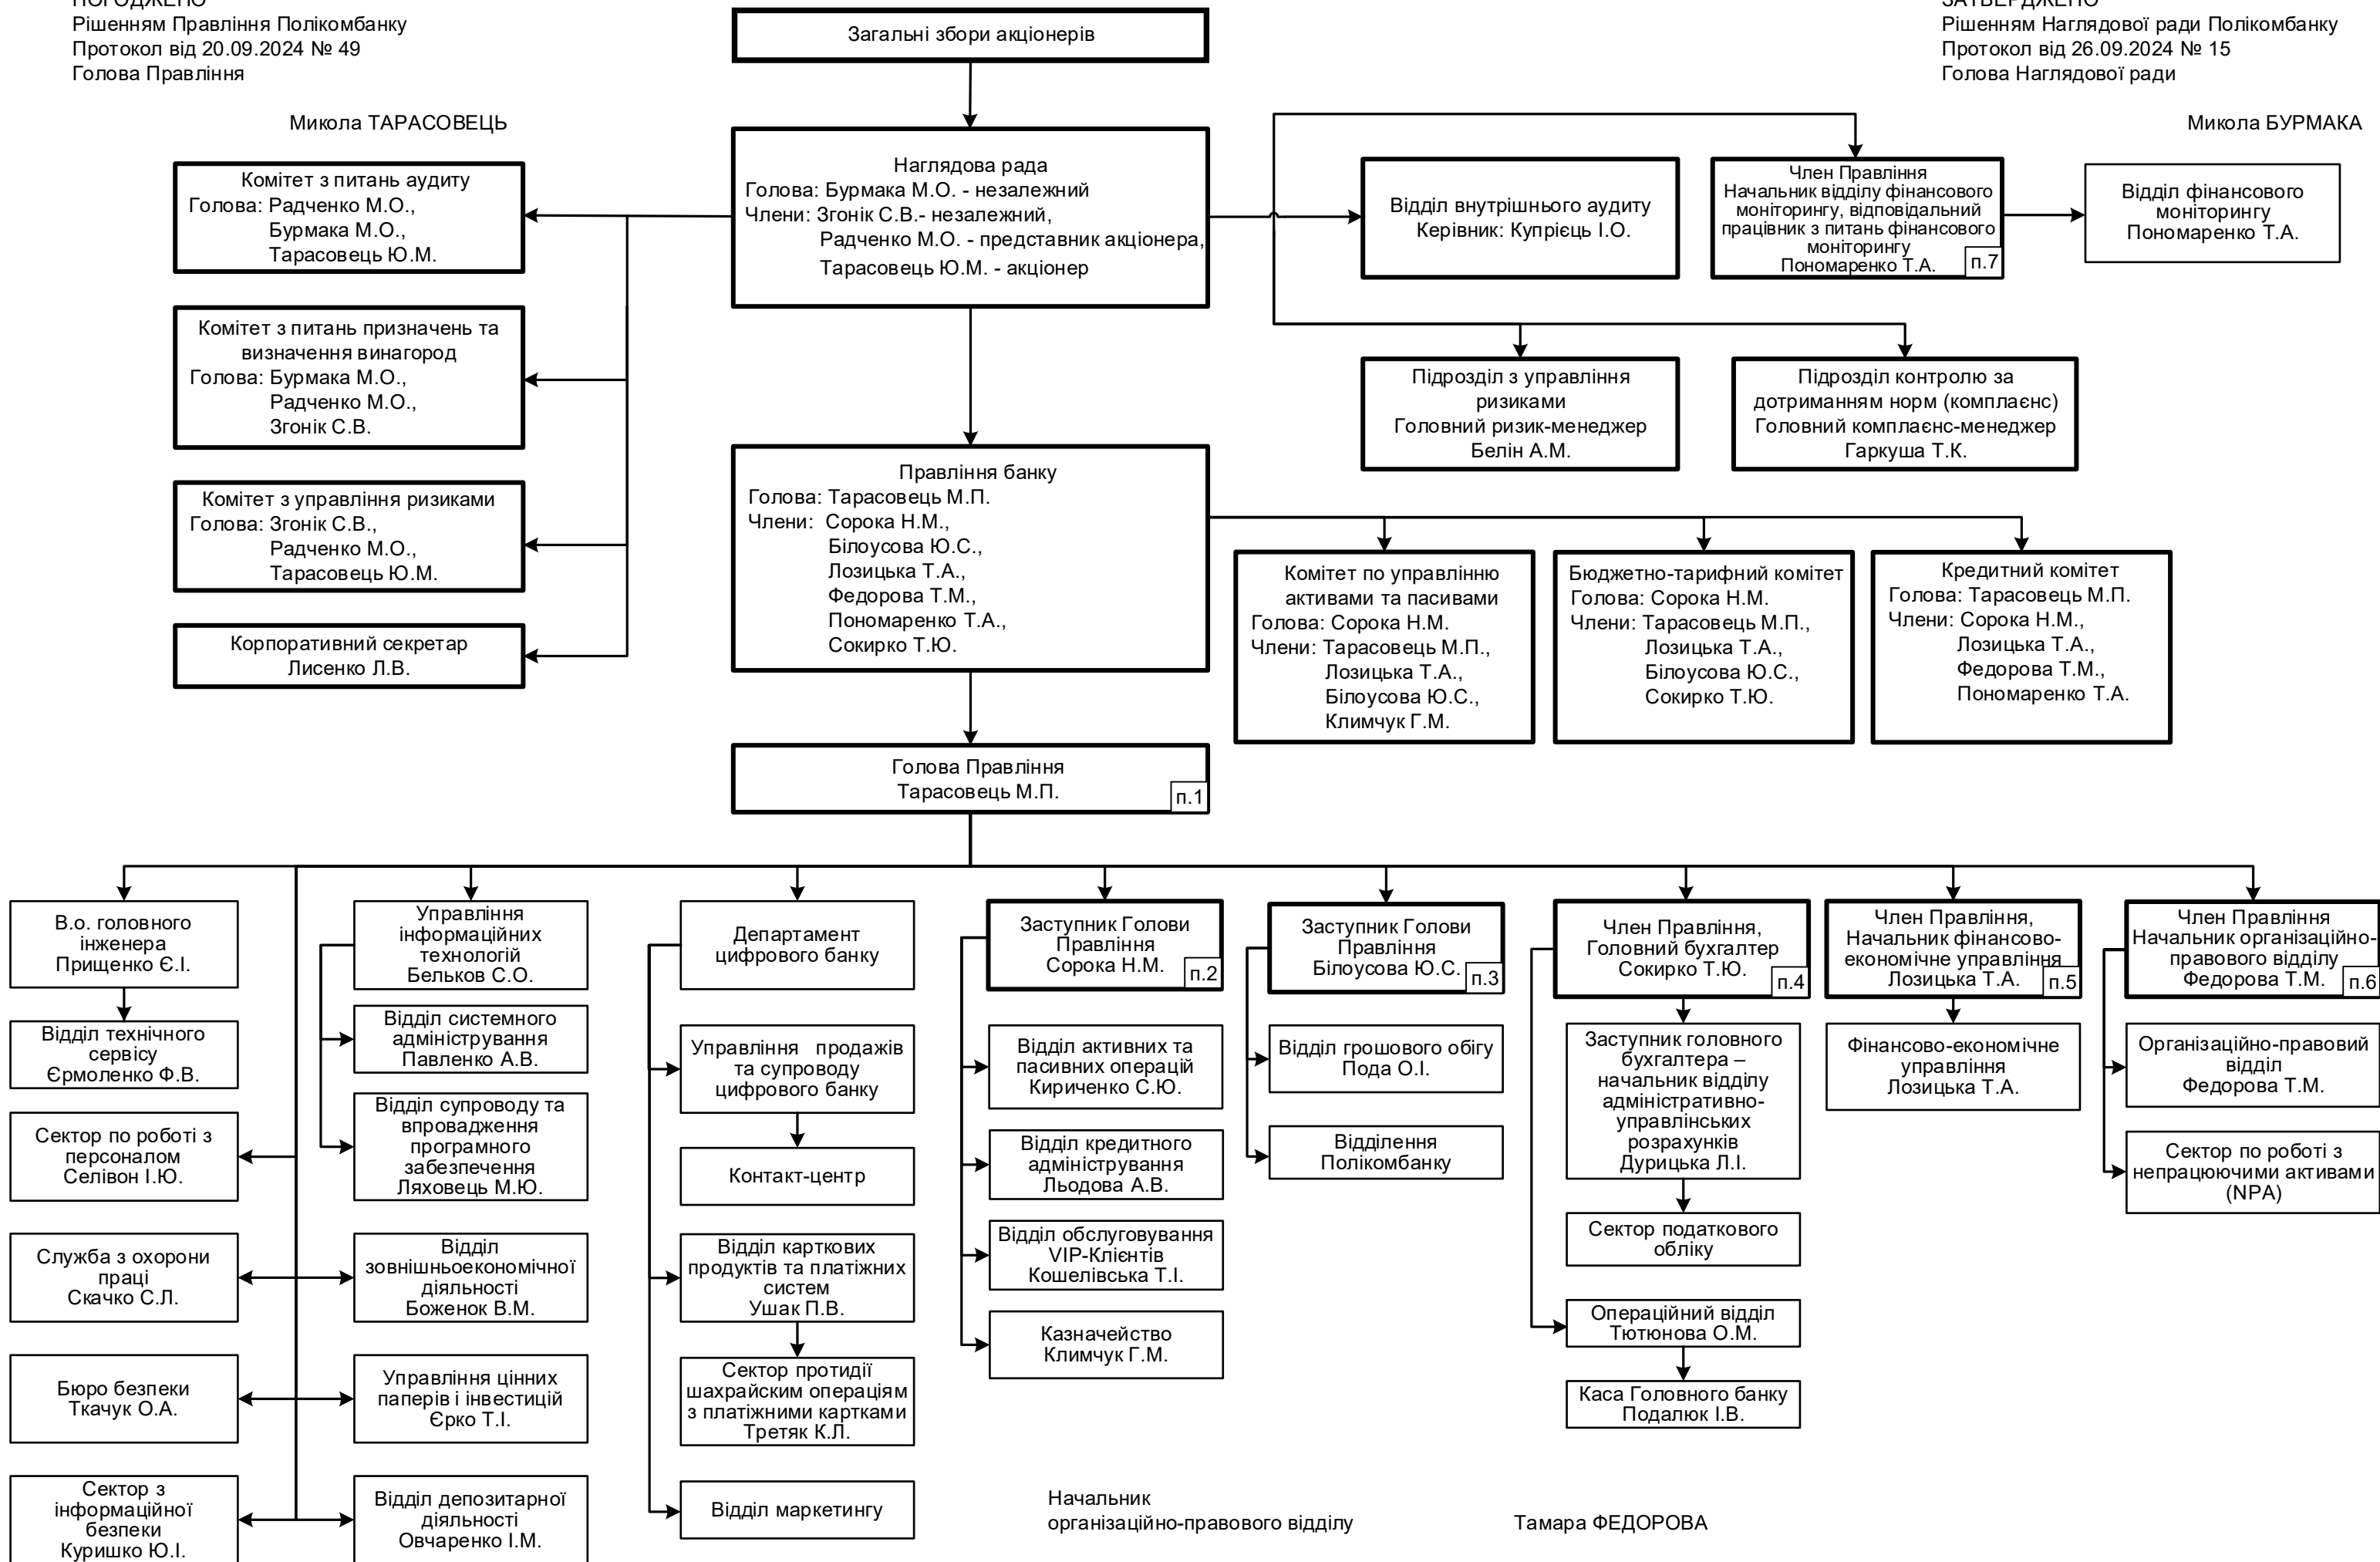 ПОГОДЖЕНО
Рішенням Правління Полікомбанку
Протокол від 20.09.2024 № 49
Голова Правління
Микола ТАРАСОВЕЦЬ
ЗАТВЕРДЖЕНО
Рішенням Наглядової ради Полікомбанку
Протокол від 26.09.2024 № 15
Голова Наглядової ради
Микола БУРМАКА
Загальні збори акціонерів
Наглядова рада
Голова: Бурмака М.О. - незалежний
Члени: Згонік С.В.- незалежний,
Радченко М.О. - представник акціонера,
Тарасовець Ю.М. - акціонер
Комітет з питань аудиту
Голова: Радченко М.О.,
Бурмака М.О.,
Тарасовець Ю.М.
Комітет з питань призначень та
визначення винагород
Голова: Бурмака М.О.,
Радченко М.О.,
Згонік С.В.
Комітет з управління ризиками
Голова: Згонік С.В.,
Радченко М.О.,
Тарасовець Ю.М.
Корпоративний секретар
Лисенко Л.В.
Відділ внутрішнього аудиту
Керівник: Купрієць І.О.
Член Правління
Начальник відділу фінансового
моніторингу, відповідальний
працівник з питань фінансового
моніторингу
Пономаренко Т.А.
п.7
Відділ фінансового
моніторингу
Пономаренко Т.А.
Підрозділ з управління
ризиками
Головний ризик-менеджер
Белін А.М.
Підрозділ контролю за
дотриманням норм (комплаєнс)
Головний комплаєнс-менеджер
Гаркуша Т.К.
Правління банку
Голова: Тарасовець М.П.
Члени: Сорока Н.М.,
Білоусова Ю.С.,
Лозицька Т.А.,
Федорова Т.М.,
Пономаренко Т.А.,
Сокирко Т.Ю.
Комітет по управлінню
активами та пасивами
Голова: Сорока Н.М.
Члени: Тарасовець М.П.,
Лозицька Т.А.,
Білоусова Ю.С.,
Климчук Г.М.
Бюджетно-тарифний комітет
Голова: Сорока Н.М.
Члени: Тарасовець М.П.,
Лозицька Т.А.,
Білоусова Ю.С.,
Сокирко Т.Ю.
Кредитний комітет
Голова: Тарасовець М.П.
Члени: Сорока Н.М.,
Лозицька Т.А.,
Федорова Т.М.,
Пономаренко Т.А.
Голова Правління
Тарасовець М.П.
п.1
В.о. головного
інженера
Прищенко Є.І.
Відділ технічного
сервісу
Єрмоленко Ф.В.
Сектор по роботі з
персоналом
Селівон І.Ю.
Служба з охорони
праці
Скачко С.Л.
Бюро безпеки
Ткачук О.А.
Сектор з
інформаційної
безпеки
Куришко Ю.І.
Управління
інформаційних
технологій
Бельков С.О.
Відділ системного
адміністрування
Павленко А.В.
Відділ супроводу та
впровадження
програмного
забезпечення
Ляховець М.Ю.
Відділ
зовнішньоекономічної
діяльності
Боженок В.М.
Управління цінних
паперів і інвестицій
Єрко Т.І.
Відділ депозитарної
діяльності
Овчаренко І.М.
Департамент
цифрового банку
Управління продажів
та супроводу
цифрового банку
Контакт-центр
Відділ карткових
продуктів та платіжних
систем
Ушак П.В.
Сектор протидії
шахрайським операціям
з платіжними картками
Третяк К.Л.
Відділ маркетингу
Заступник Голови
Правління
Сорока Н.М.
п.2
Відділ активних та
пасивних операцій
Кириченко С.Ю.
Відділ кредитного
адміністрування
Льодова А.В.
Відділ обслуговування
VIP-Клієнтів
Кошелівська Т.І.
Казначейство
Климчук Г.М.
Заступник Голови
Правління
Білоусова Ю.С.
п.3
Відділ грошового обігу
Пода О.І.
Відділення
Полікомбанку
Член Правління,
Головний бухгалтер
Сокирко Т.Ю.
п.4
Заступник головного
бухгалтера –
начальник відділу
адміністративно-
управлінських
розрахунків
Дурицька Л.І.
Сектор податкового
обліку
Операційний відділ
Тютюнова О.М.
Каса Головного банку
Подалюк І.В.
Член Правління,
Начальник фінансово-
економічне управління
Лозицька Т.А.
п.5
Фінансово-економічне
управління
Лозицька Т.А.
Член Правління
Начальник організаційно-
правового відділу
Федорова Т.М.
п.6
Організаційно-правовий
відділ
Федорова Т.М.
Сектор по роботі з
непрацюючими активами
(NPA)
Начальник
організаційно-правового відділу
Тамара ФЕДОРОВА